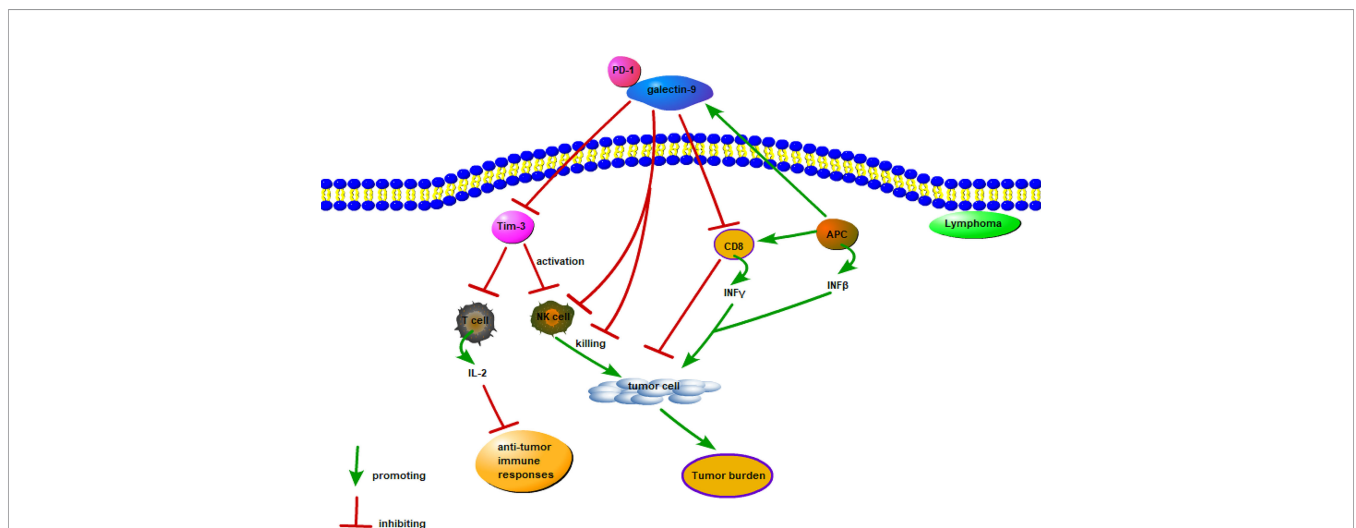 PD-1
galectin-9
Tim-3
CD8
APC
Lymphoma
activation
INFγ
INFβ
T cell
NK cell
killing
IL-2
tumor cell
anti-tumor
immune
responses
Tumor burden
promoting
inhibiting